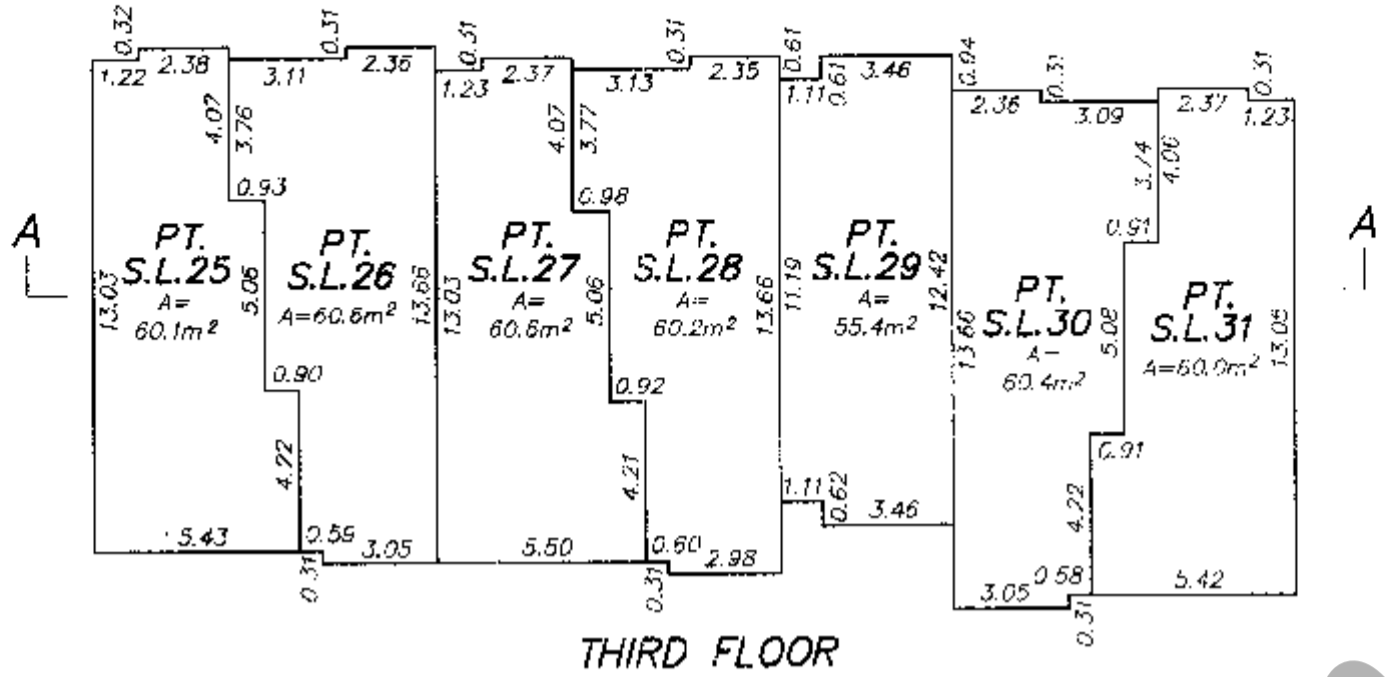 0.32 0.31 0.31 0.31 0.61 0.94 0.31 0.31
1.22 2.38 3.11 2.36 1.23 2.37 3.13 2.35 1.11 0.61 3.46 2.36 3.09 2.37 1.23
4.07 3.76 4.07 3.77 3.74 4.06
0.93 0.98 0.91
A A
PT.
S.L.25
A=
60.1m²
PT.
S.L.26
A=60.6m²
PT.
S.L.27
A=
60.6m²
PT.
S.L.28
A=
60.2m²
PT.
S.L.29
A=
55.4m²
PT.
S.L.30
A=
60.4m²
PT.
S.L.31
A=60.0m²
13.03 5.06 13.66 13.03 5.06 13.66 11.19 12.42 13.66 5.08
0.90 0.92 0.91
4.22 4.21 4.22
1.11 0.62 3.46
5.43 0.59 3.05 5.50 0.60 2.98 3.05 0.58 5.42
0.31 0.31 0.31
THIRD FLOOR